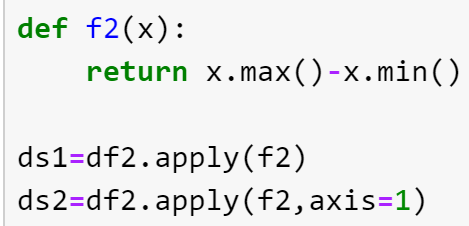 def f2(x):
    return x.max()-x.min()

ds1=df2.apply(f2)
ds2=df2.apply(f2,axis=1)